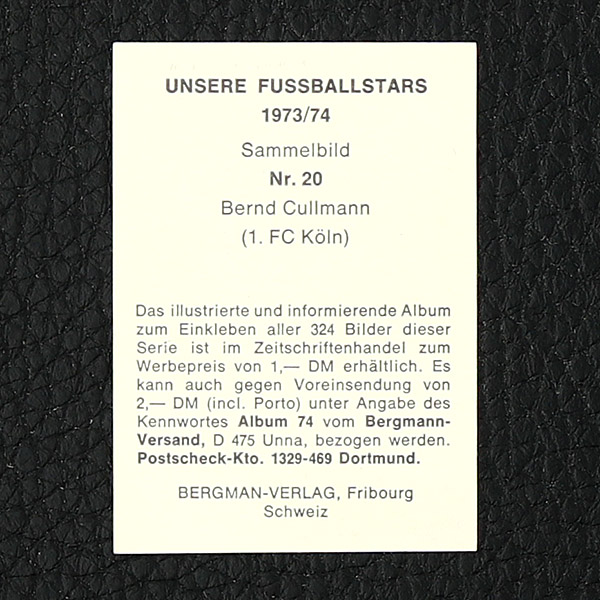 UNSERE FUSSBALLSTARS
1973/74
Sammelbild
Nr. 20
Bernd Cullmann
(1. FC Köln)
Das illustrierte und informierende Album
zum Einkleben aller 324 Bilder dieser
Serie ist im Zeitschriftenhandel zum
Werbepreis von 1,— DM erhältlich. Es
kann auch gegen Voreinsendung von
2,— DM (incl. Porto) unter Angabe des
Kennwortes Album 74 vom Bergmann-
Versand, D 475 Unna, bezogen werden.
Postscheck-Kto. 1329-469 Dortmund.
BERGMAN-VERLAG, Fribourg
Schweiz